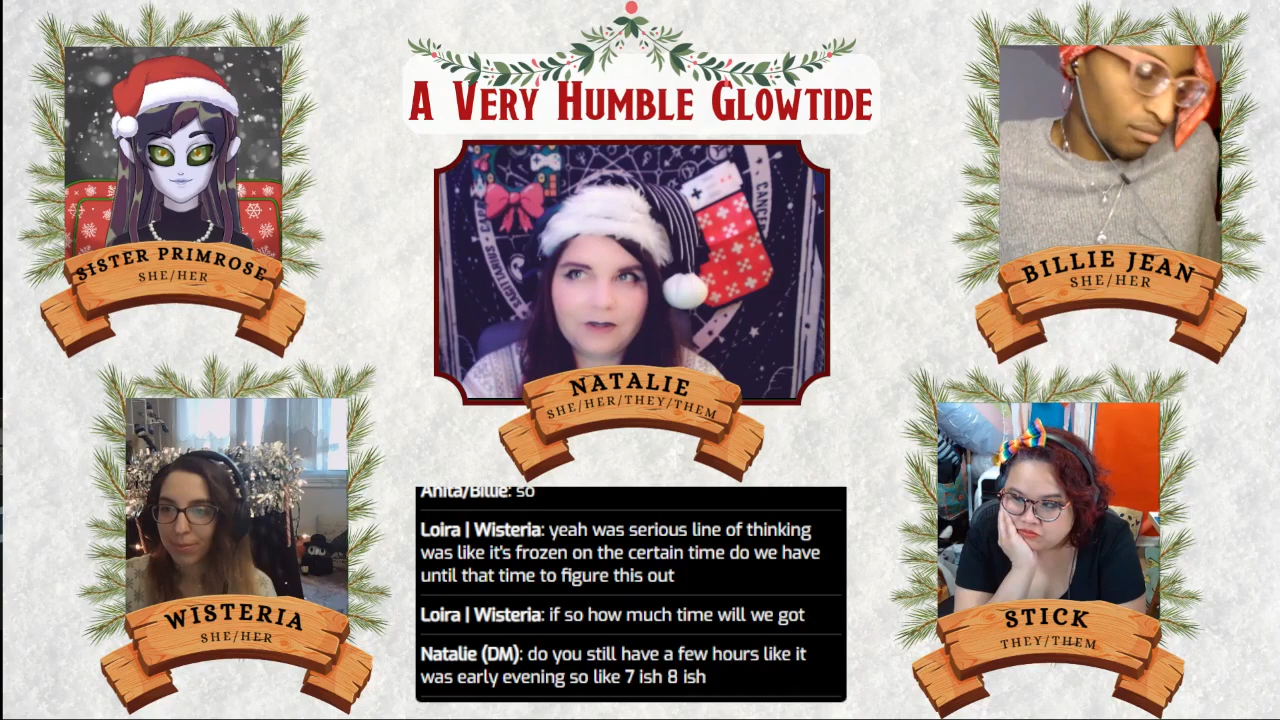 A Very Humble Glowtide
SISTER PRIMROSE
SHE/HER
BILLIE JEAN
SHE/HER
CANCER
SAGITTARIUS
NATALIE
SHE/HER/THEY/THEM
WISTERIA
SHE/HER
STICK
THEY/THEM
Anita/Billie: so
Loira | Wisteria: yeah was serious line of thinking
was like it's frozen on the certain time do we have
until that time to figure this out
Loira | Wisteria: if so how much time will we got
Natalie (DM): do you still have a few hours like it
was early evening so like 7 ish 8 ish